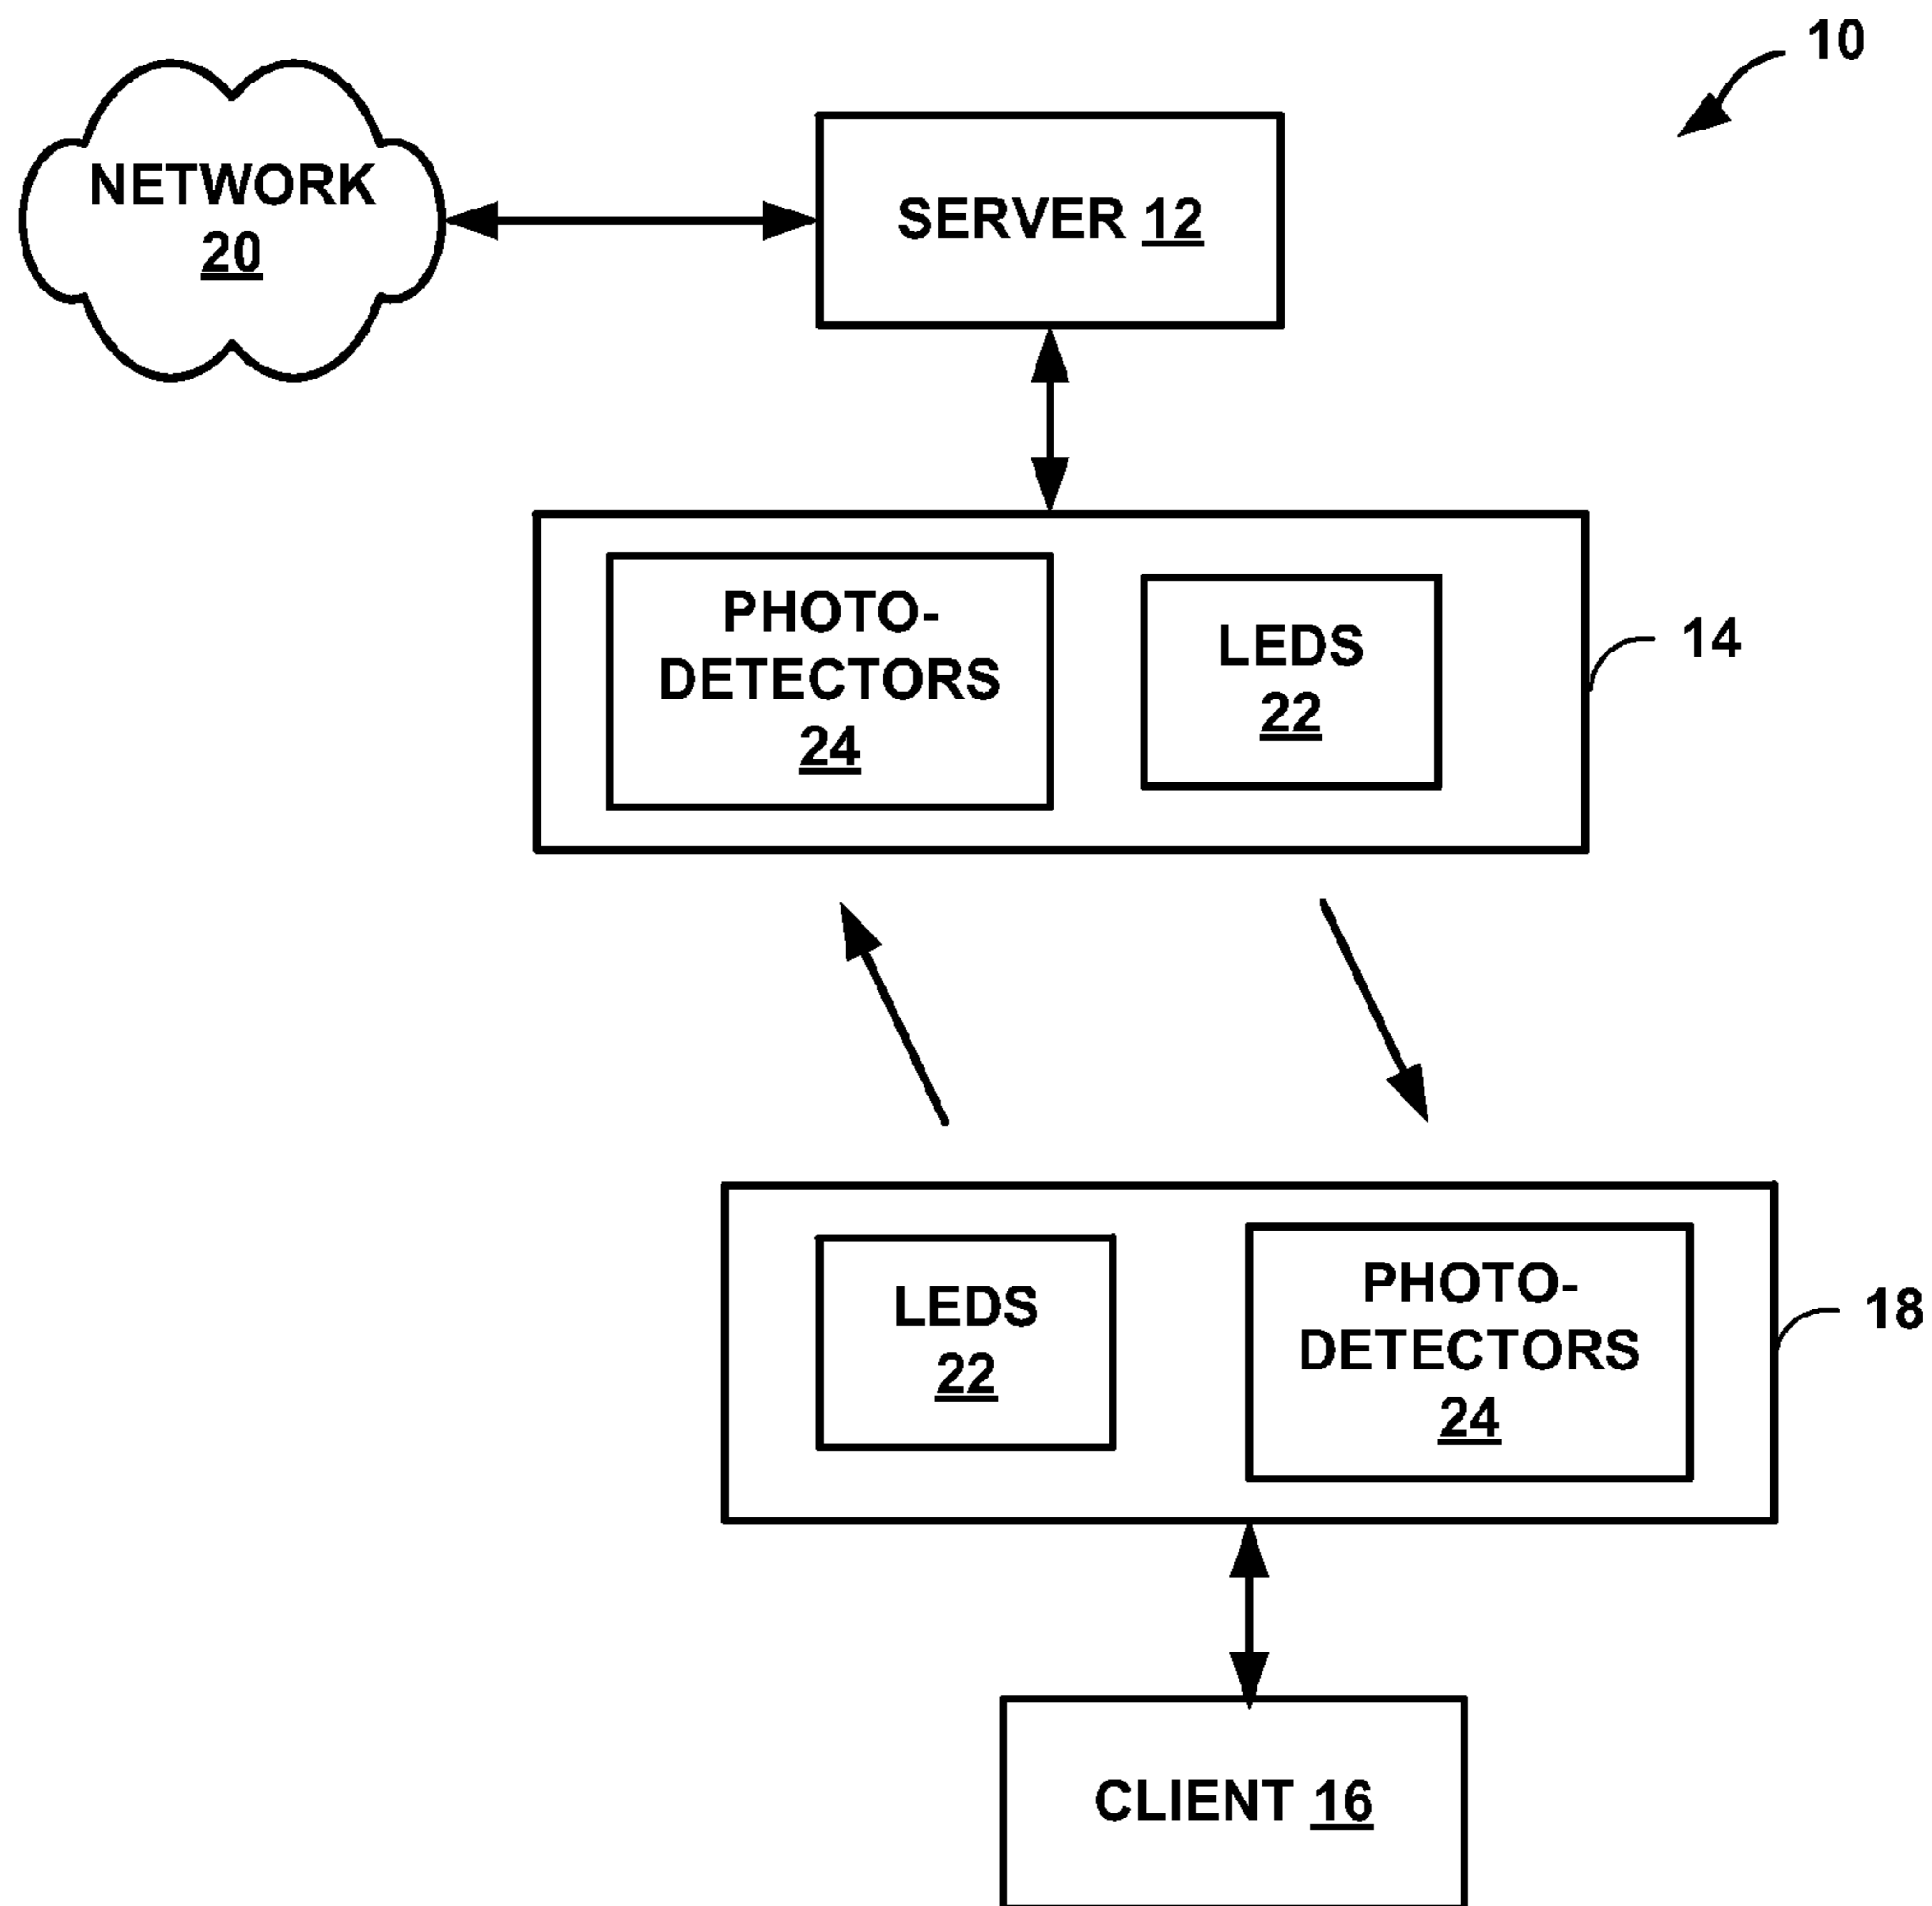 10
NETWORK
20
SERVER 12
PHOTO-
DETECTORS
24
LEDS
22
14
LEDS
22
PHOTO-
DETECTORS
24
18
CLIENT 16